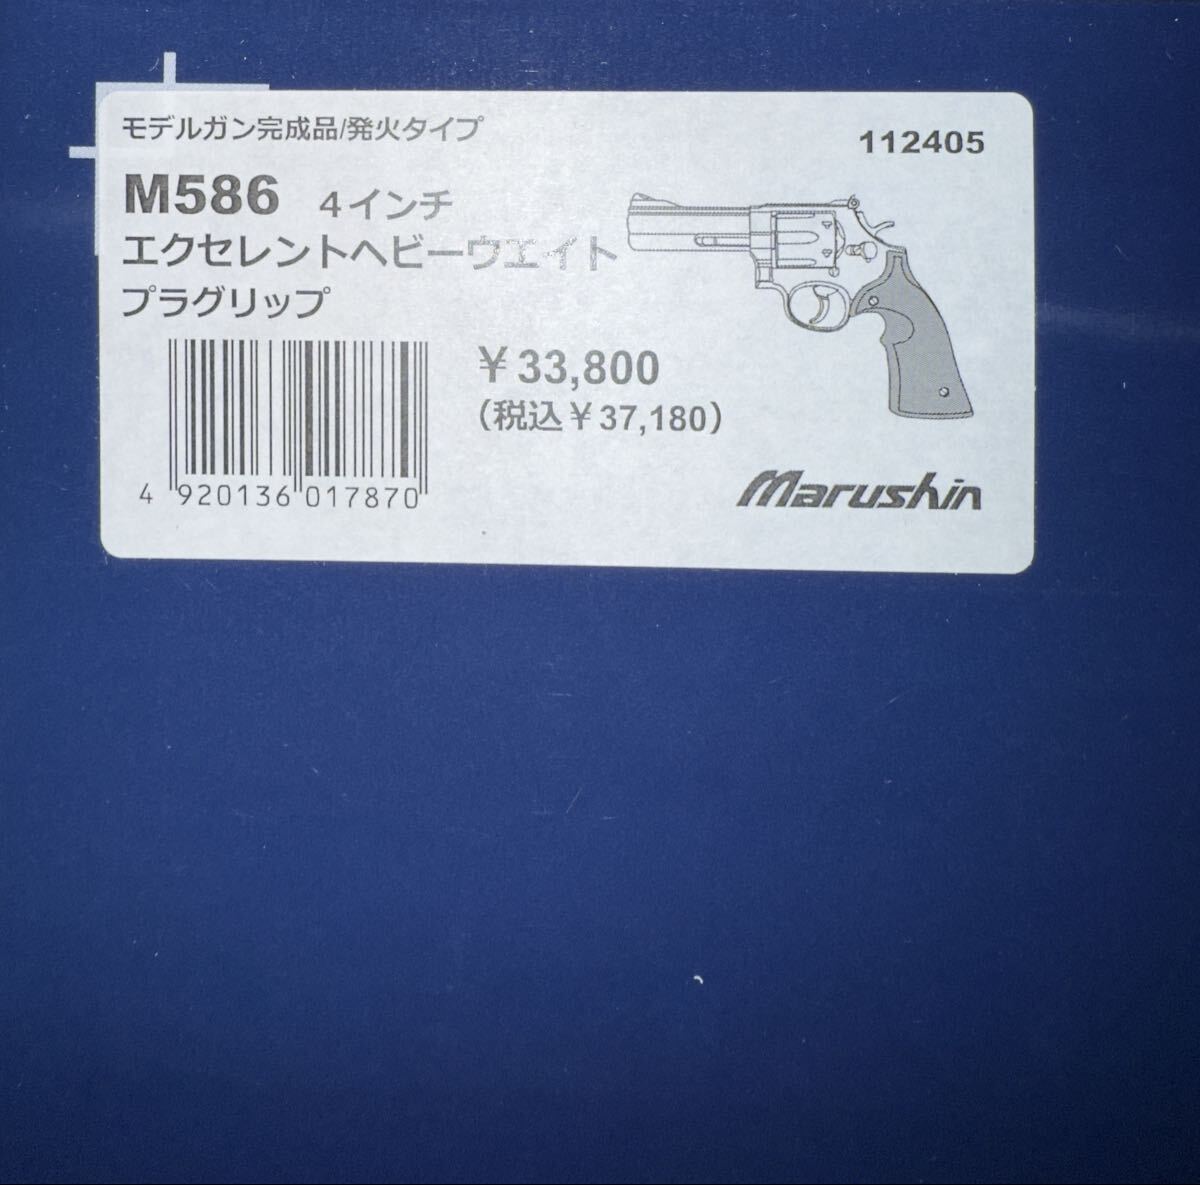 モデルガン完成品/発火タイプ
112405
M586 4インチ
エクセレントヘビーウエイト
プラグリップ
￥33,800
(税込￥37,180)
4 920136 017870
Marushin